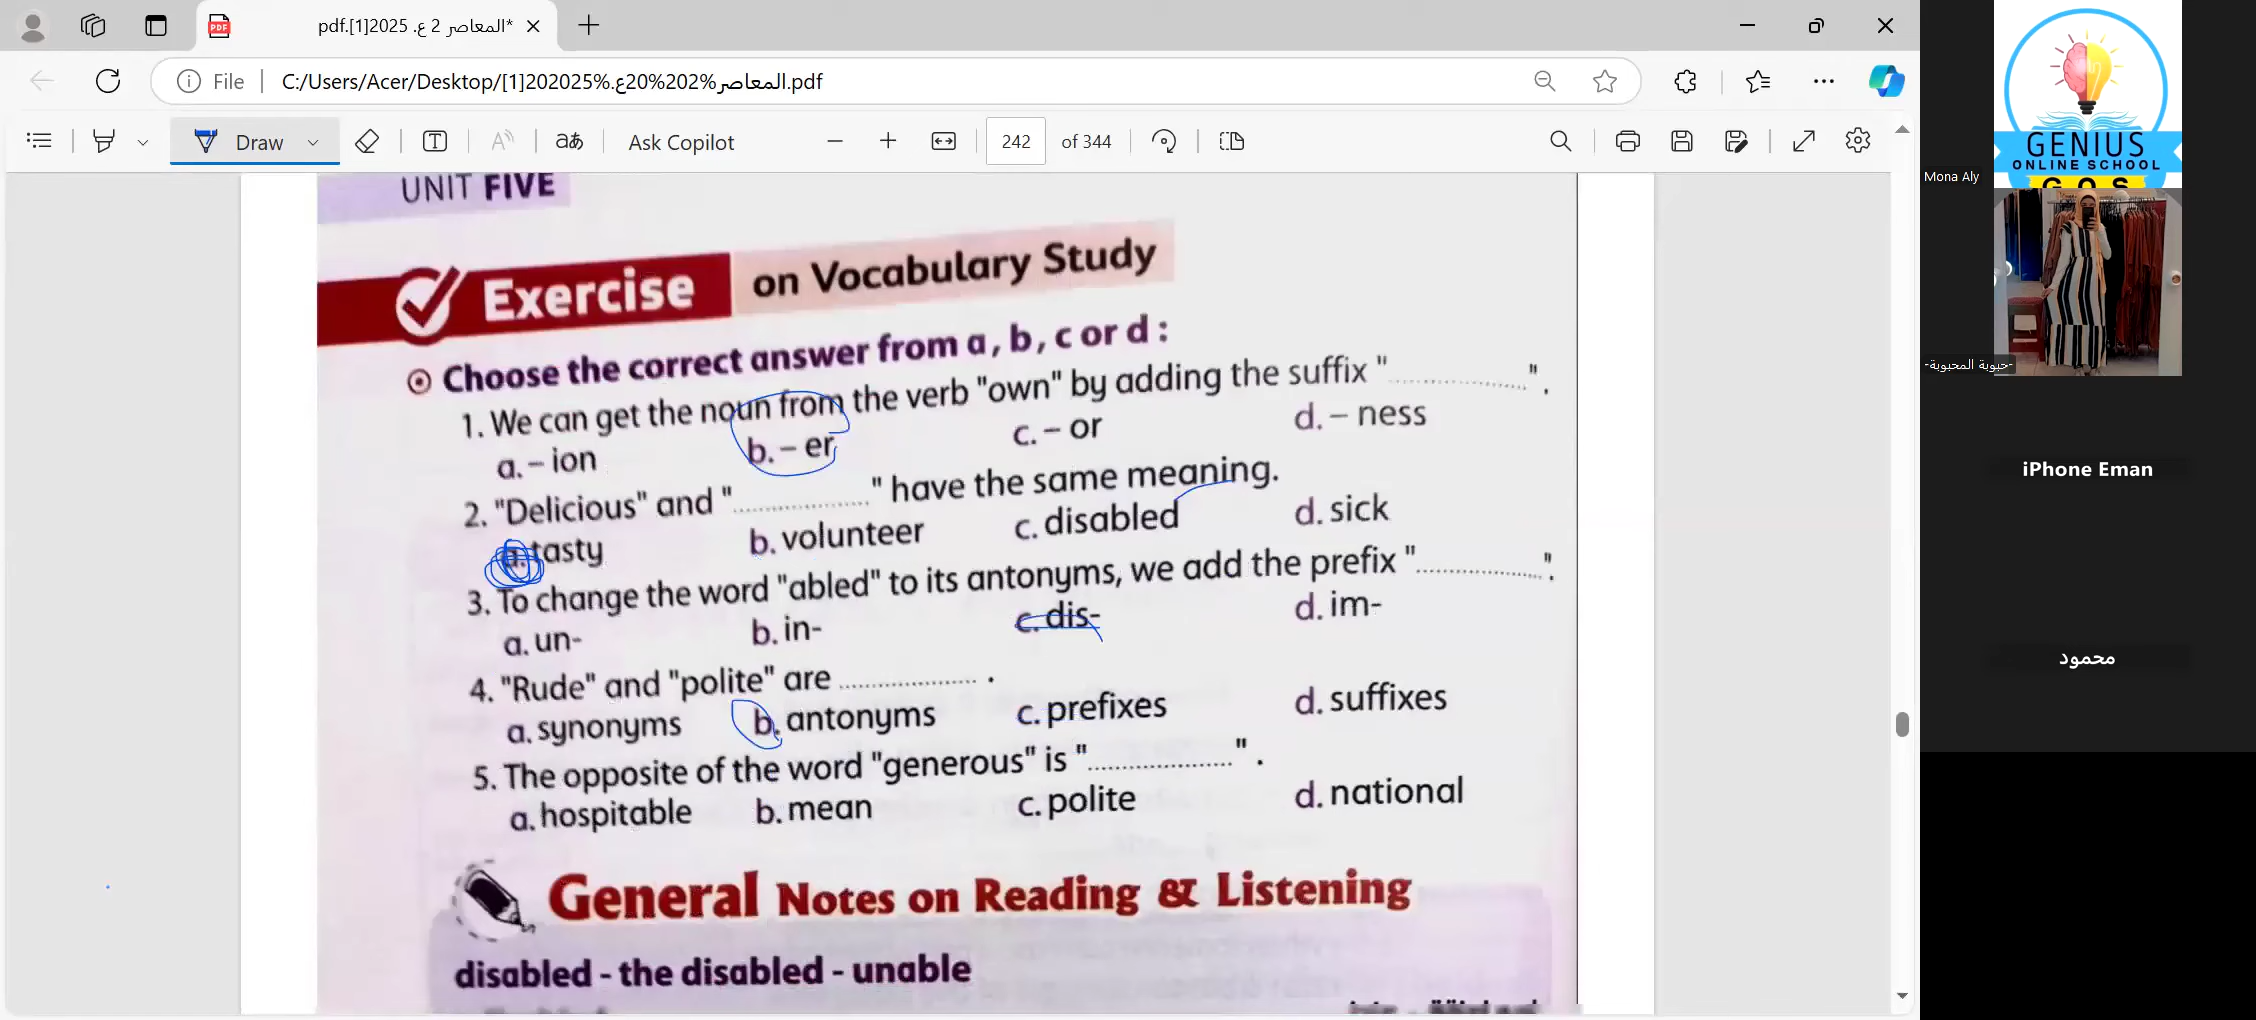 المعاصر 2 ع. 2025[1].pdf*
File
C:/Users/Acer/Desktop/[1]202025%.ع20%202%المعاصر.pdf
Draw
Ask Copilot
242 of 344
UNIT FIVE
Exercise on Vocabulary Study
Choose the correct answer from a, b, c or d :
1. We can get the noun from the verb "own" by adding the suffix "..............".
a. – ion b. – er c. – or d. – ness
2. "Delicious" and ".............." have the same meaning.
a. tasty b. volunteer c. disabled d. sick
3. To change the word "abled" to its antonyms, we add the prefix "..............".
a. un- b. in- c. dis- d. im-
4. "Rude" and "polite" are .............. .
a. synonyms b. antonyms c. prefixes d. suffixes
5. The opposite of the word "generous" is ".............." .
a. hospitable b. mean c. polite d. national
General Notes on Reading & Listening
disabled - the disabled - unable
GENIUS
ONLINE SCHOOL
G O S
Mona Aly
-حبوبة المحبوبة-
iPhone Eman
محمود